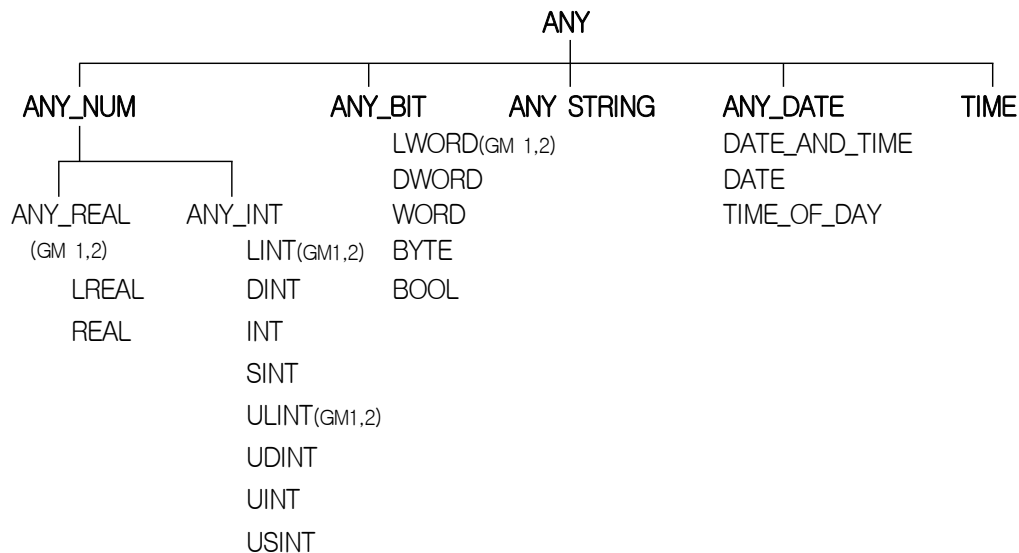 ANY
ANY_NUM ANY_BIT ANY STRING ANY_DATE TIME
LWORD(GM 1,2) DATE_AND_TIME
DWORD DATE
ANY_REAL ANY_INT WORD TIME_OF_DAY
(GM 1,2) LINT(GM1,2) BYTE
LREAL DINT BOOL
REAL INT
SINT
ULINT(GM1,2)
UDINT
UINT
USINT